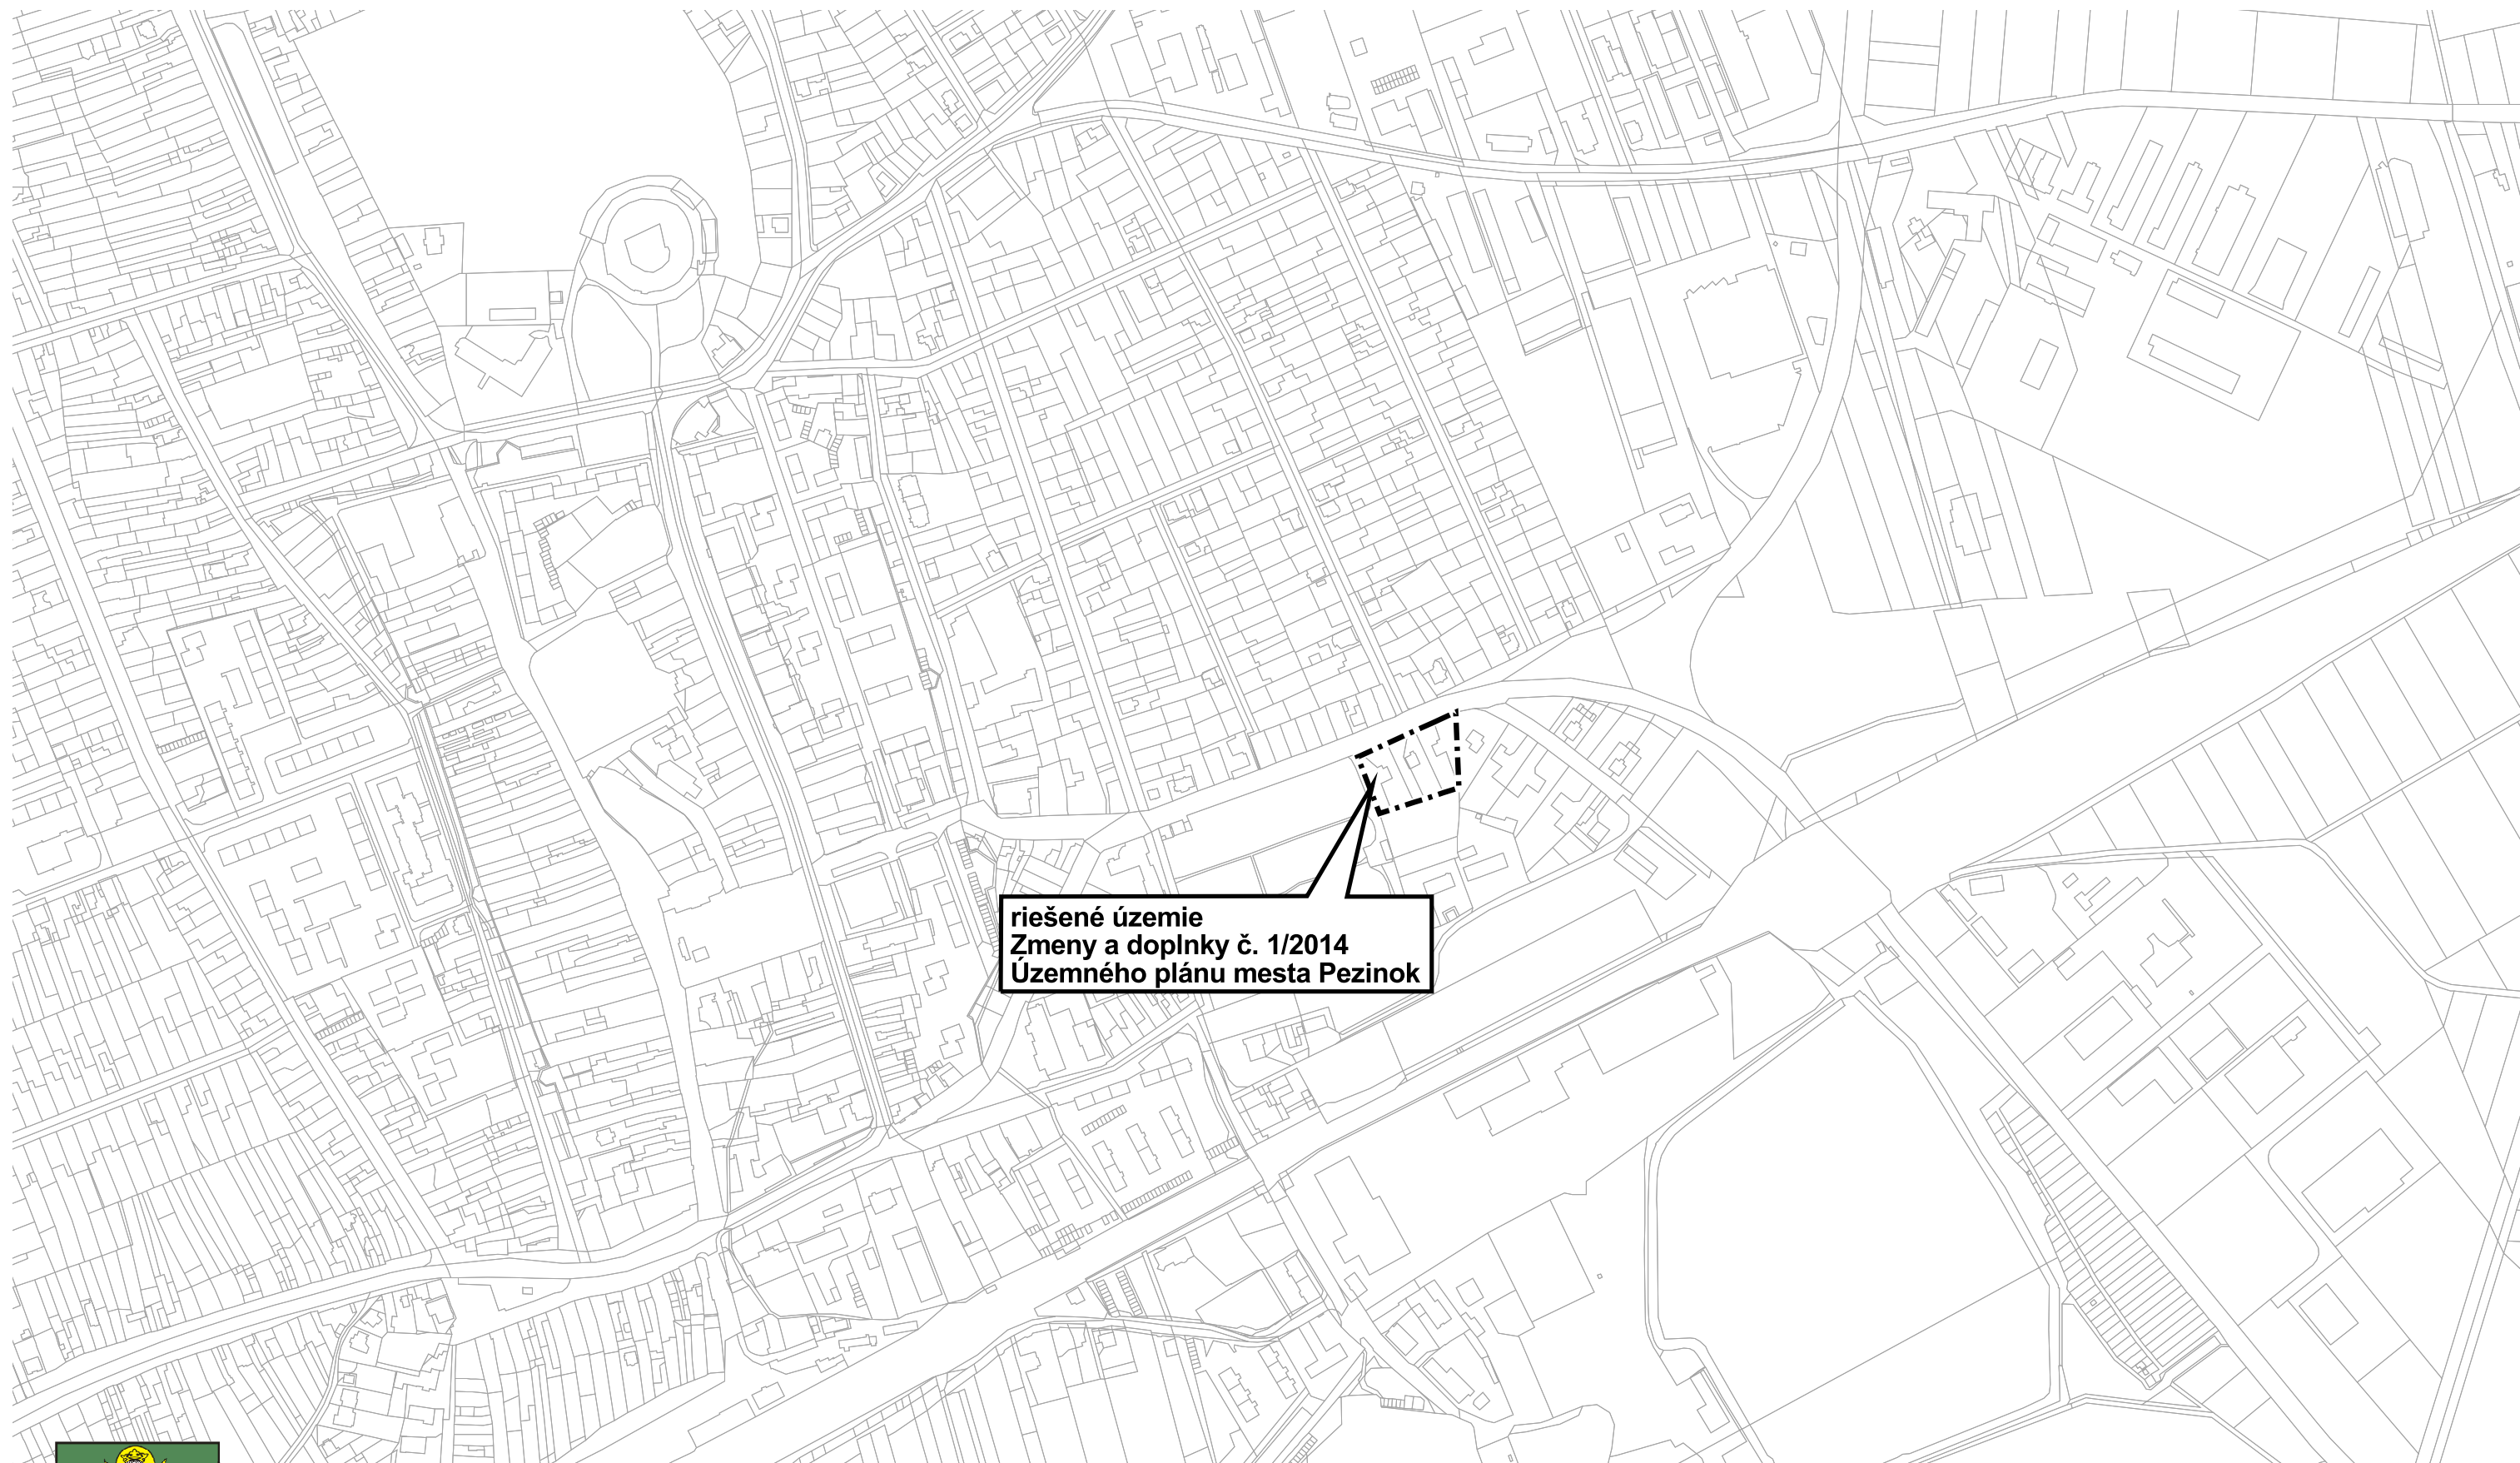 riešené územie
Zmeny a doplnky č. 1/2014
Územného plánu mesta Pezinok